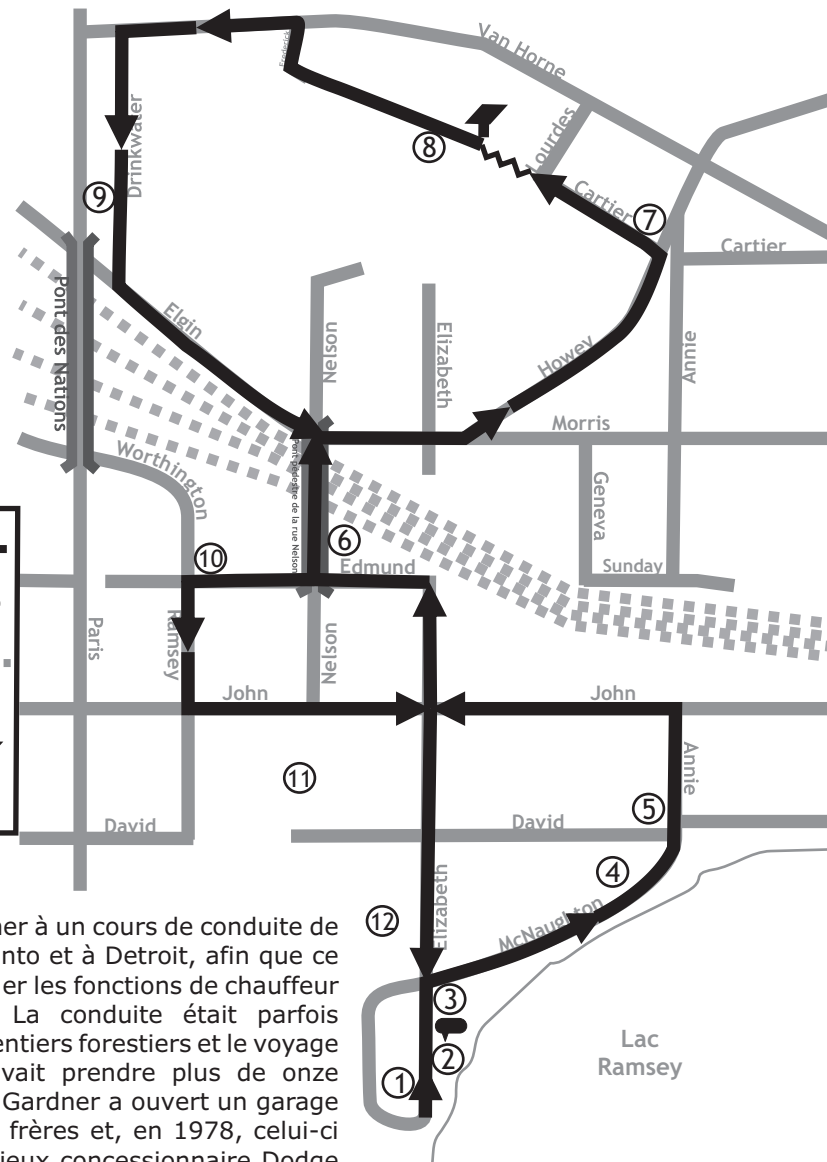 Van Horne
Frederick
Lourdes
8
Drinkwater
9
Cartier
7
Cartier
Pont des Nations
Elgin
Nelson
Elizabeth
Howey
Annie
Morris
Worthington
Pont pédestre de la rue Nelson
Geneva
6
10
Edmund
Sunday
Paris
Ramsey
Nelson
John
John
Annie
11
5
David
David
4
12
Elizabeth
McNaughton
3
2
1
Lac
Ramsey
ner à un cours de conduite de
nto et à Detroit, afin que ce
er les fonctions de chauffeur
La conduite était parfois
entiers forestiers et le voyage
vait prendre plus de onze
Gardner a ouvert un garage
frères et, en 1978, celui-ci
ieux concessionnaire Dodge